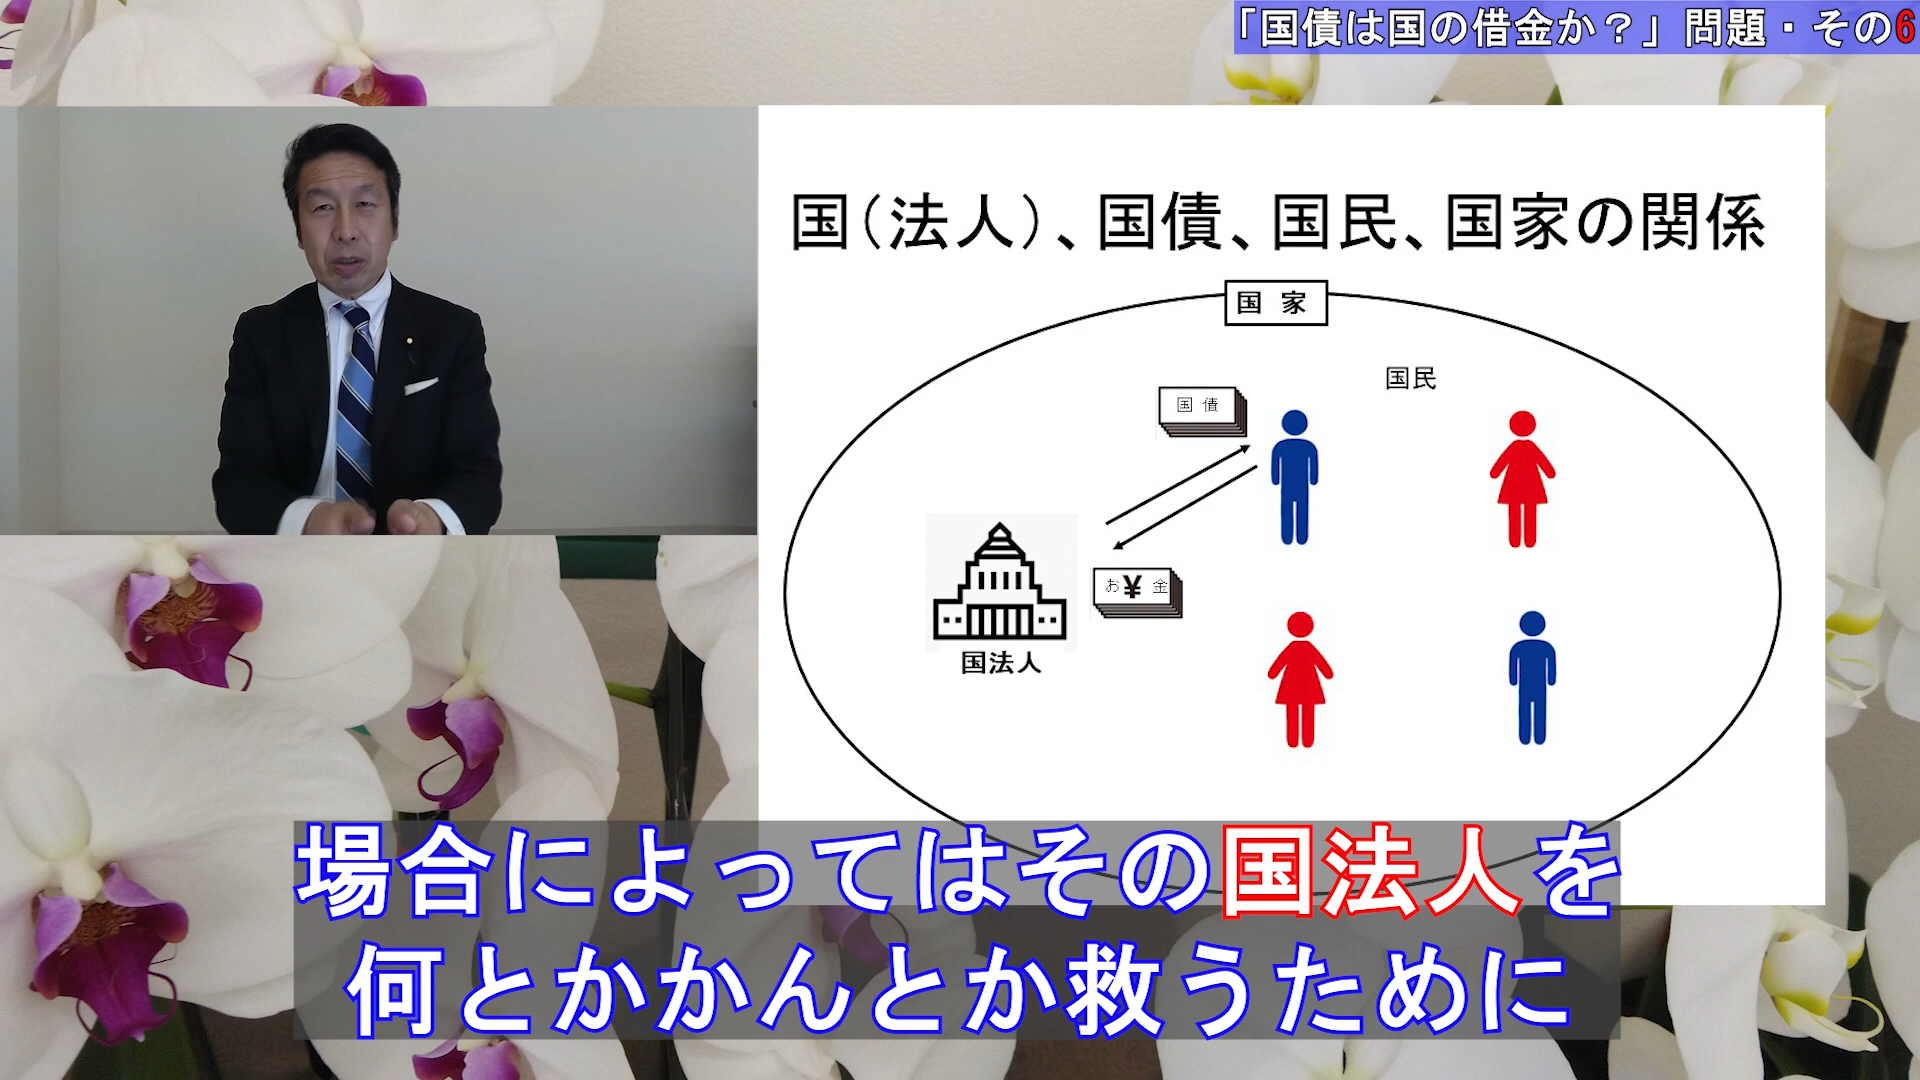 「国債は国の借金か？」問題・その6
国（法人）、国債、国民、国家の関係
国 家
国民
国 債
お¥金
国法人
場合によってはその国法人を
何とかかんとか救うために